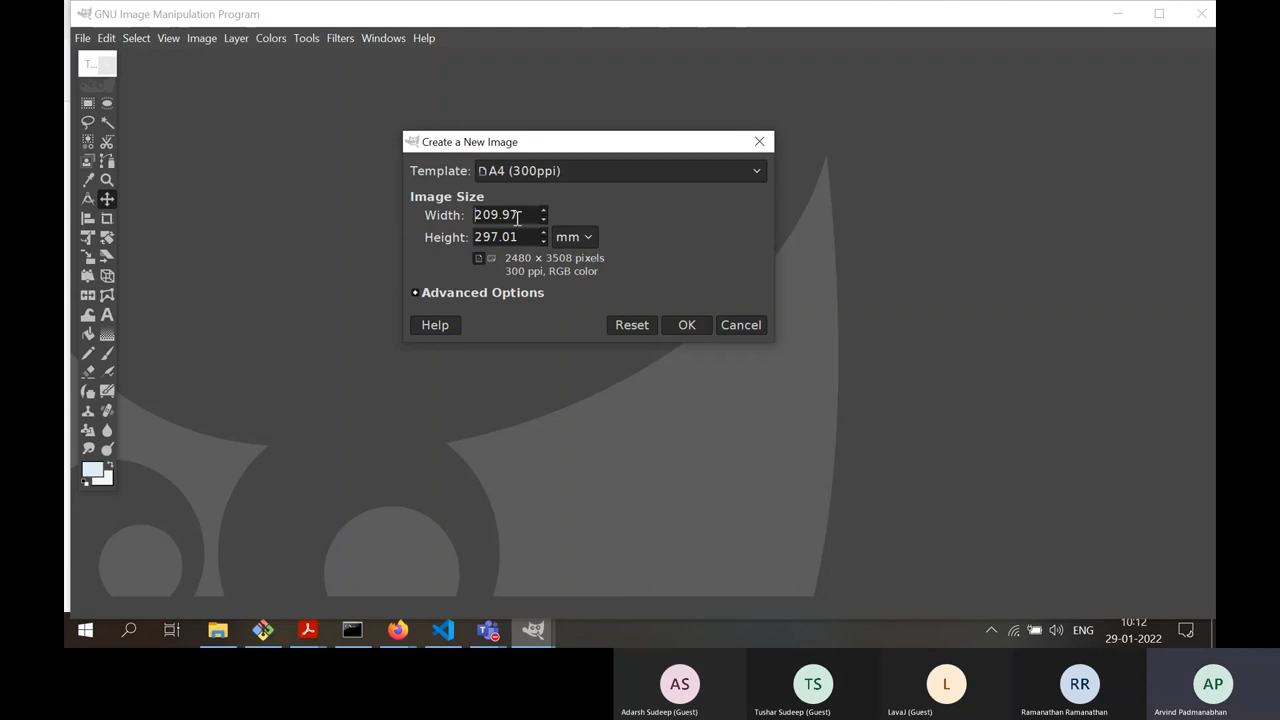 GNU Image Manipulation Program
File Edit Select View Image Layer Colors Tools Filters Windows Help
T...
Create a New Image
Template: A4 (300ppi)
Image Size
Width: 209.97
Height: 297.01 mm
2480 × 3508 pixels
300 ppi, RGB color
Advanced Options
Help Reset OK Cancel
ENG 10:12
29-01-2022
AS TS L RR AP
Adarsh Sudeep (Guest) Tushar Sudeep (Guest) Lava J (Guest) Ramanathan Ramanathan Arvind Padmanabhan